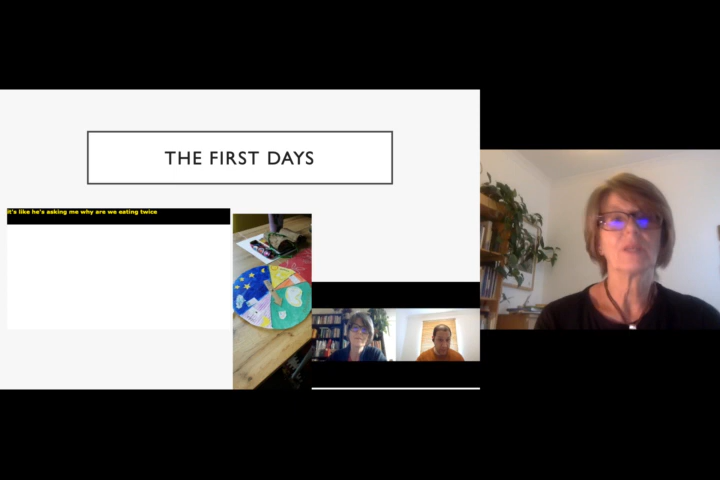 THE FIRST DAYS
it's like he's asking me why are we eating twice